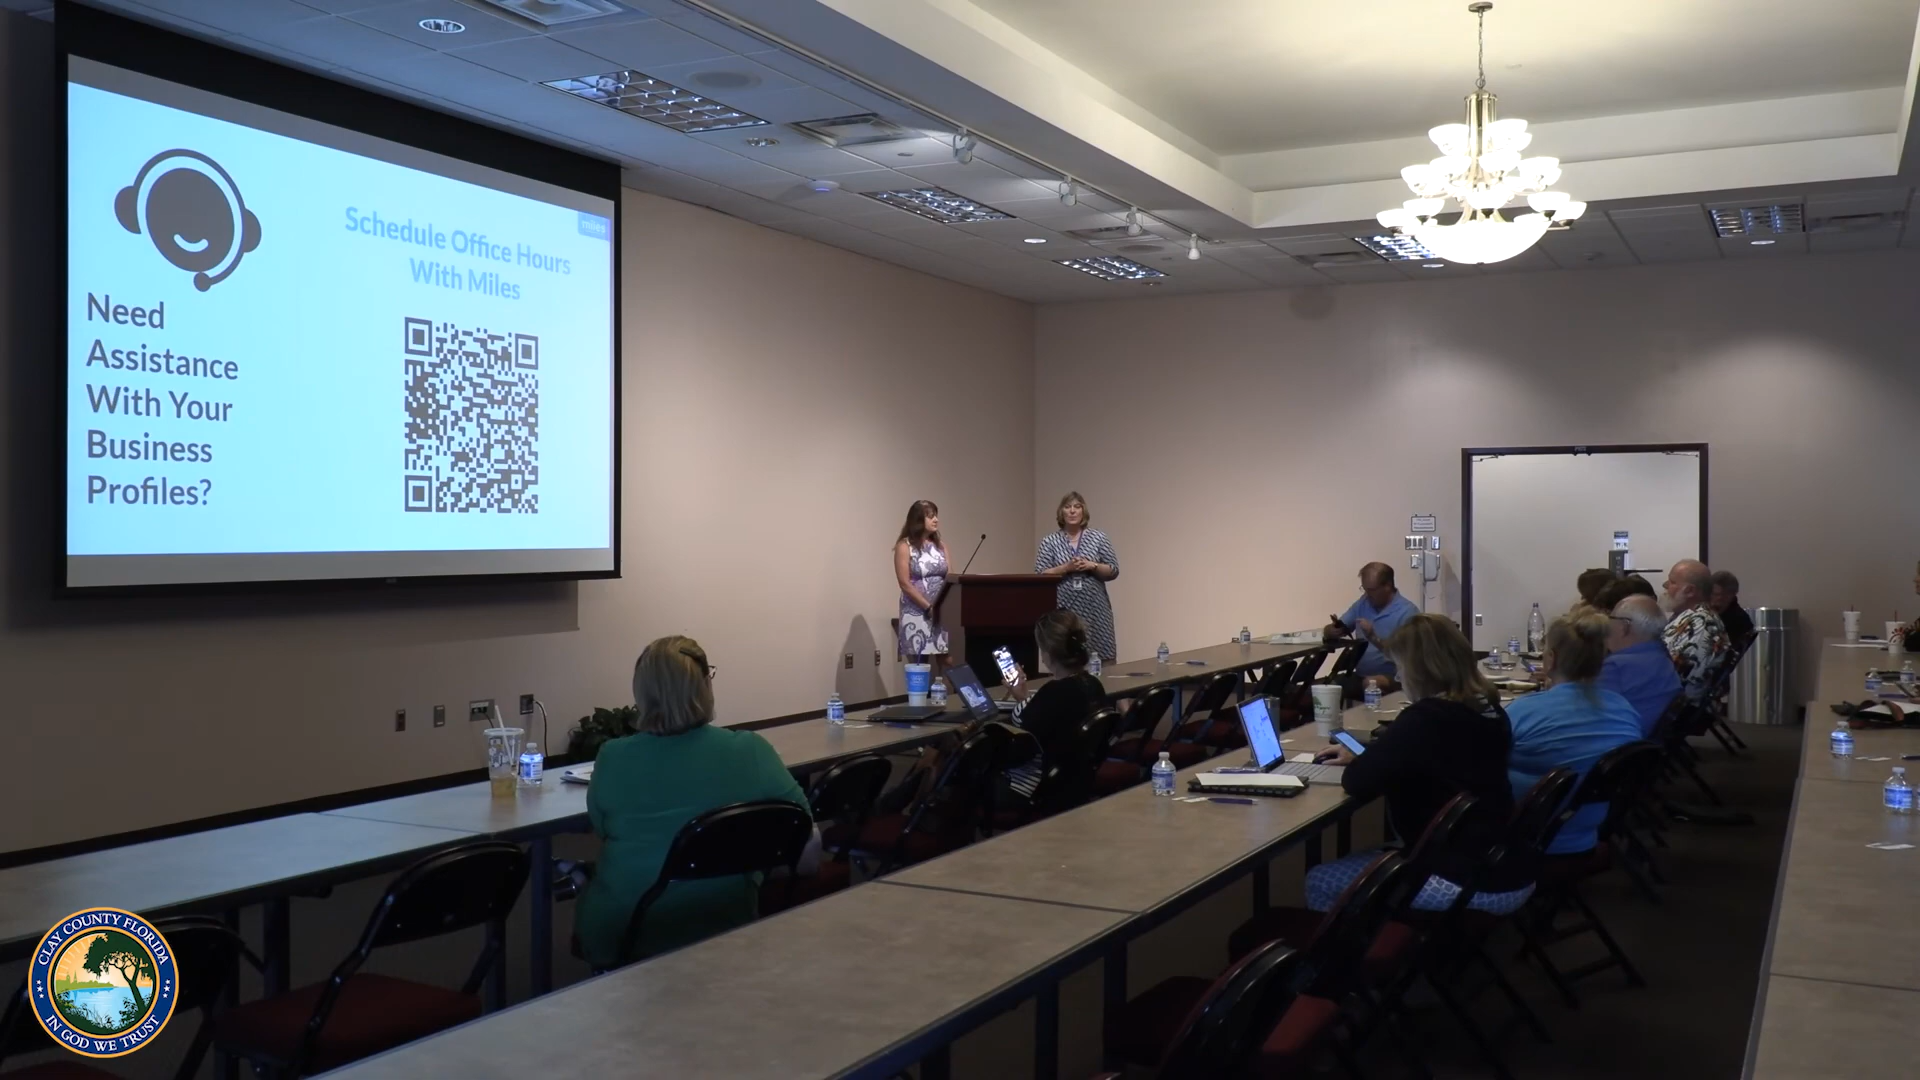 miles
Schedule Office Hours
With Miles
Need
Assistance
With Your
Business
Profiles?
CLAY COUNTY FLORIDA
IN GOD WE TRUST